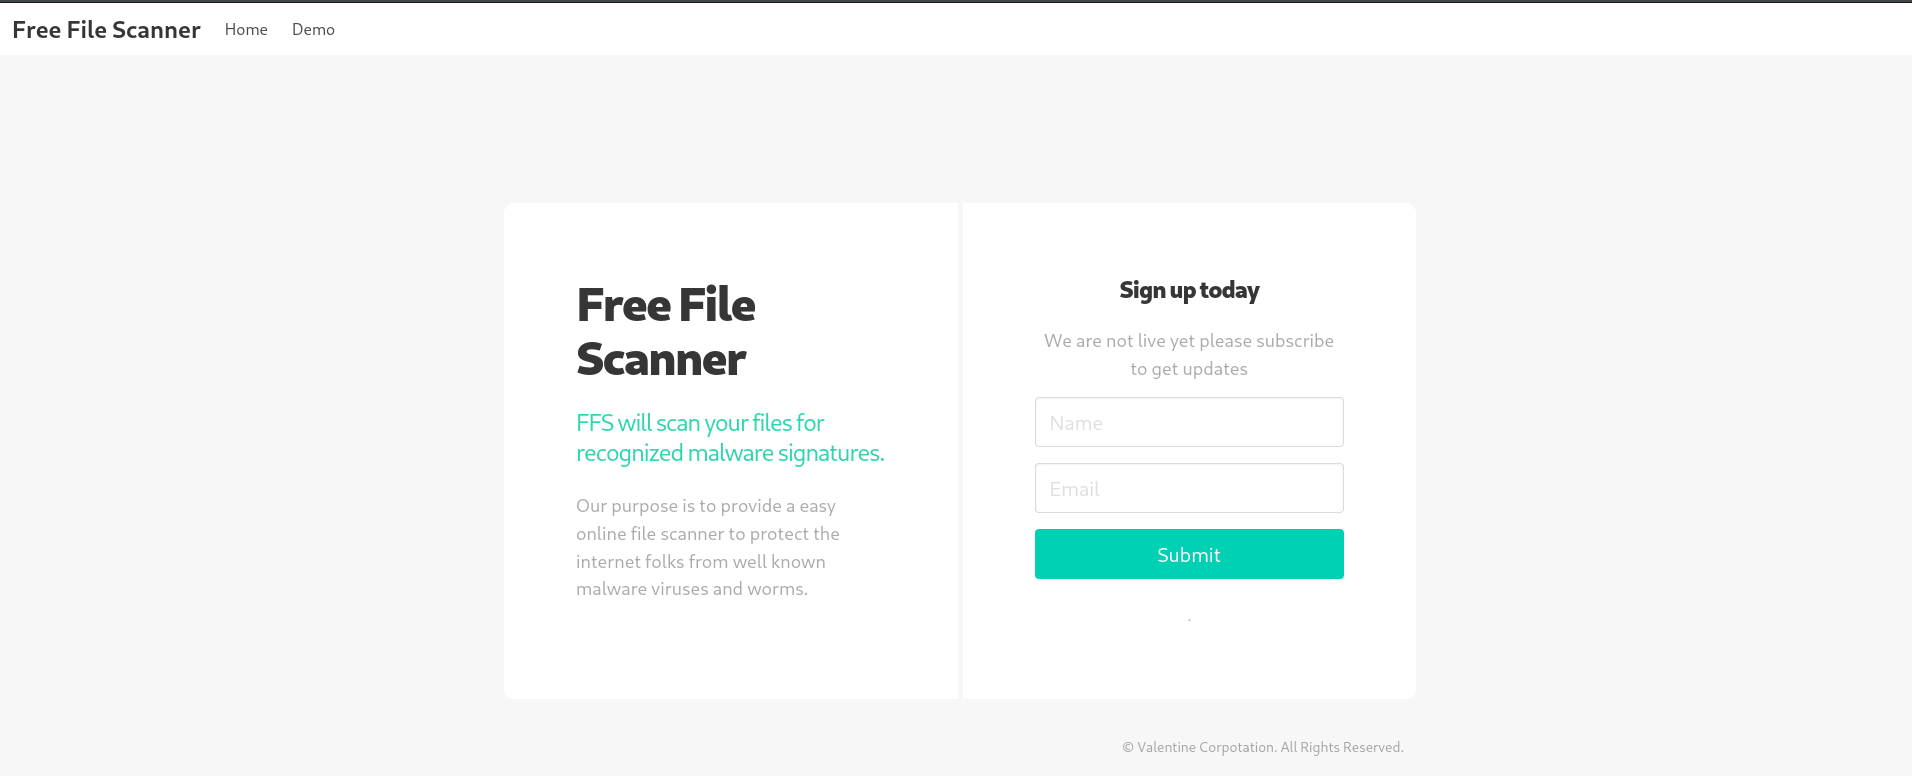 Free File Scanner Home Demo
Free File
Scanner
FFS will scan your files for
recognized malware signatures.
Our purpose is to provide a easy
online file scanner to protect the
internet folks from well known
malware viruses and worms.
Sign up today
We are not live yet please subscribe
to get updates
Name
Email
Submit
.
© Valentine Corpotation. All Rights Reserved.